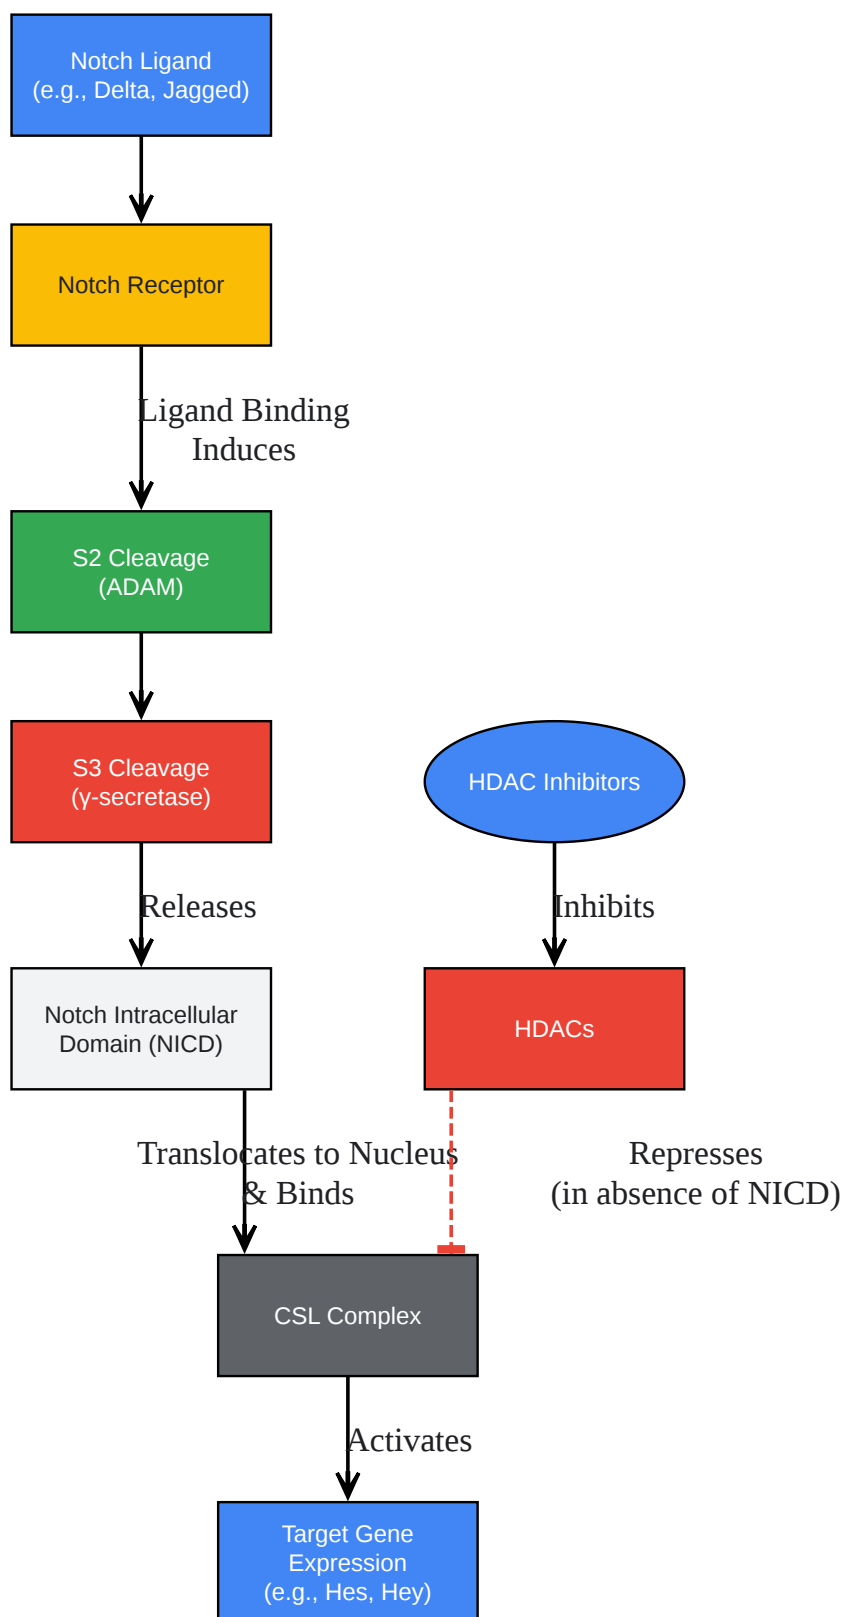 Notch Ligand
(e.g., Delta, Jagged)
Notch Receptor
Ligand Binding
Induces
S2 Cleavage
(ADAM)
S3 Cleavage
(γ-secretase)
HDAC Inhibitors
Releases
Inhibits
Notch Intracellular
Domain (NICD)
HDACs
Translocates to Nucleus
& Binds
Represses
(in absence of NICD)
CSL Complex
Activates
Target Gene
Expression
(e.g., Hes, Hey)